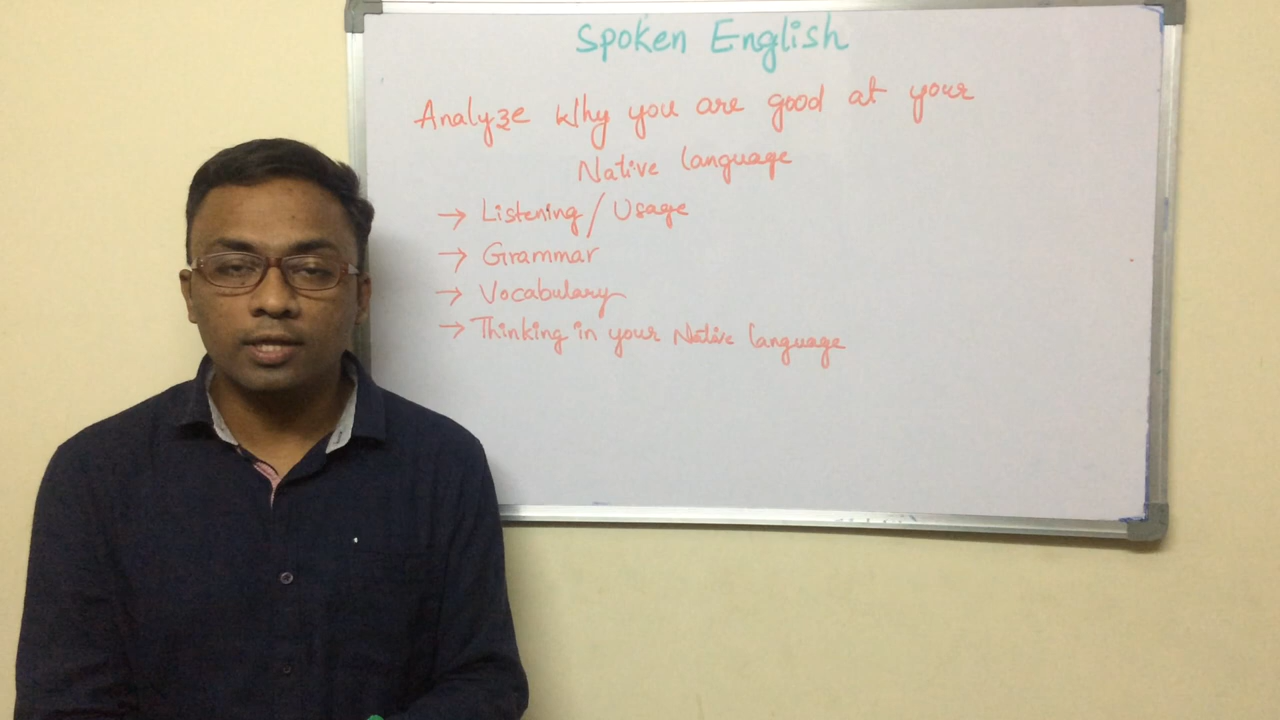 Spoken English
Analyze Why you are good at your
Native language
→ Listening / Usage
→ Grammar
→ Vocabulary
→ Thinking in your Native language